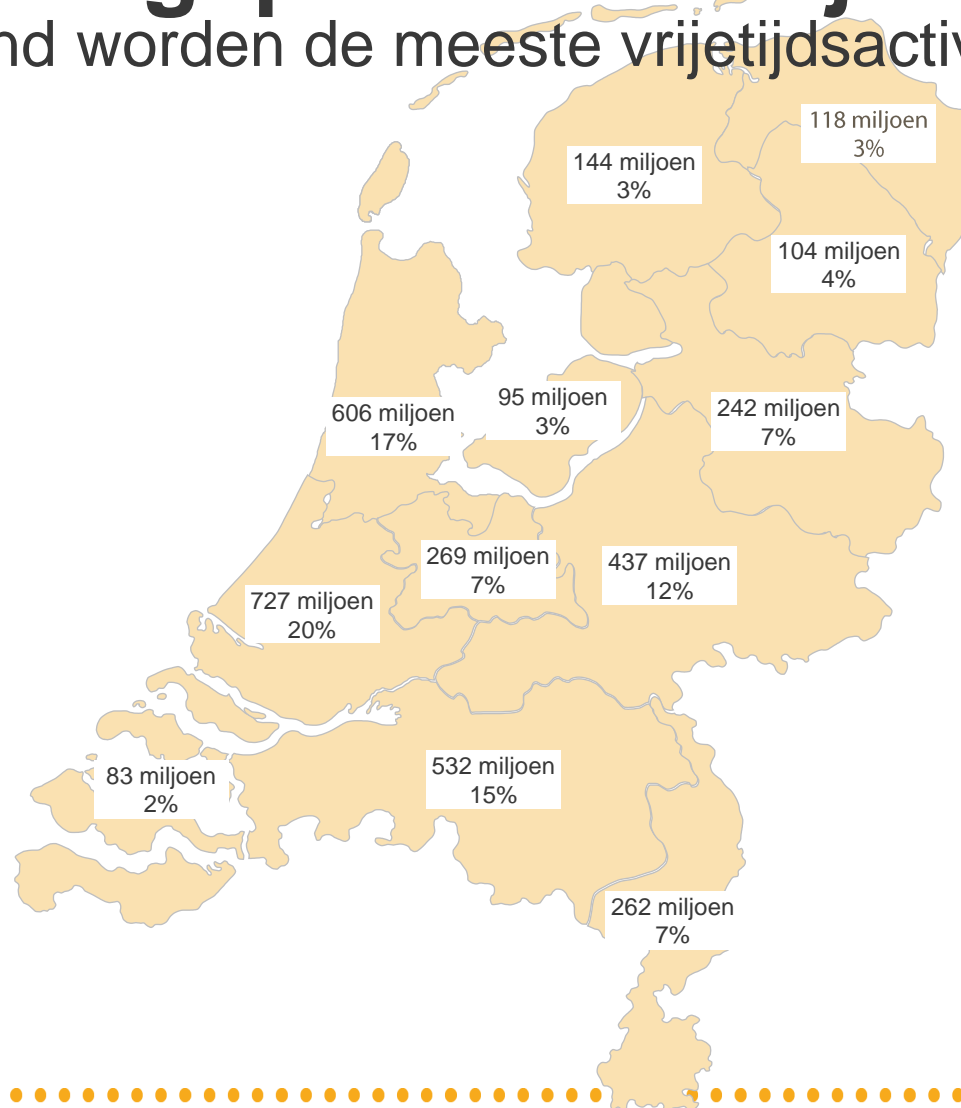 nd worden de meeste vrijetijdsactiv
118 miljoen
3%
144 miljoen
3%
104 miljoen
4%
95 miljoen
3%
242 miljoen
7%
606 miljoen
17%
269 miljoen
7%
437 miljoen
12%
727 miljoen
20%
83 miljoen
2%
532 miljoen
15%
262 miljoen
7%